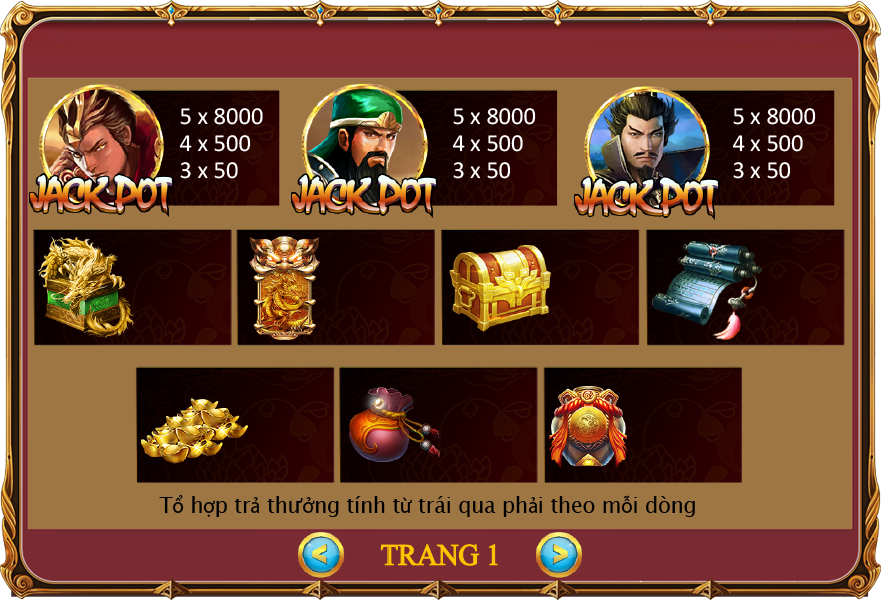 JACK POT
5 x 8000
4 x 500
3 x 50
JACK POT
5 x 8000
4 x 500
3 x 50
JACK POT
5 x 8000
4 x 500
3 x 50
Tổ hợp trả thưởng tính từ trái qua phải theo mỗi dòng
< TRANG 1 >